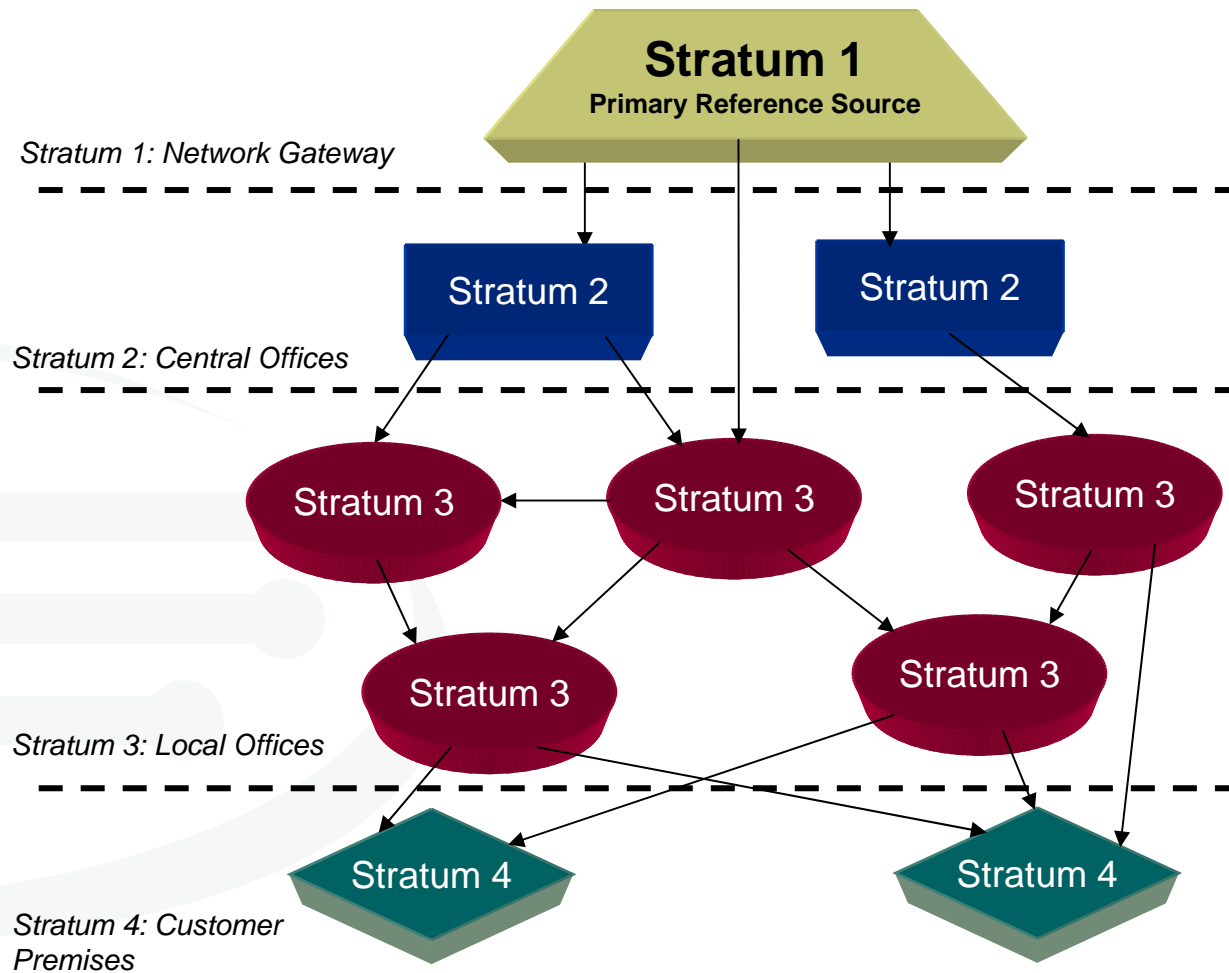 Stratum 1
Primary Reference Source
Stratum 1: Network Gateway
Stratum 2
Stratum 2
Stratum 2: Central Offices
Stratum 3
Stratum 3
Stratum 3
Stratum 3
Stratum 3
Stratum 3: Local Offices
Stratum 4
Stratum 4
Stratum 4: Customer
Premises